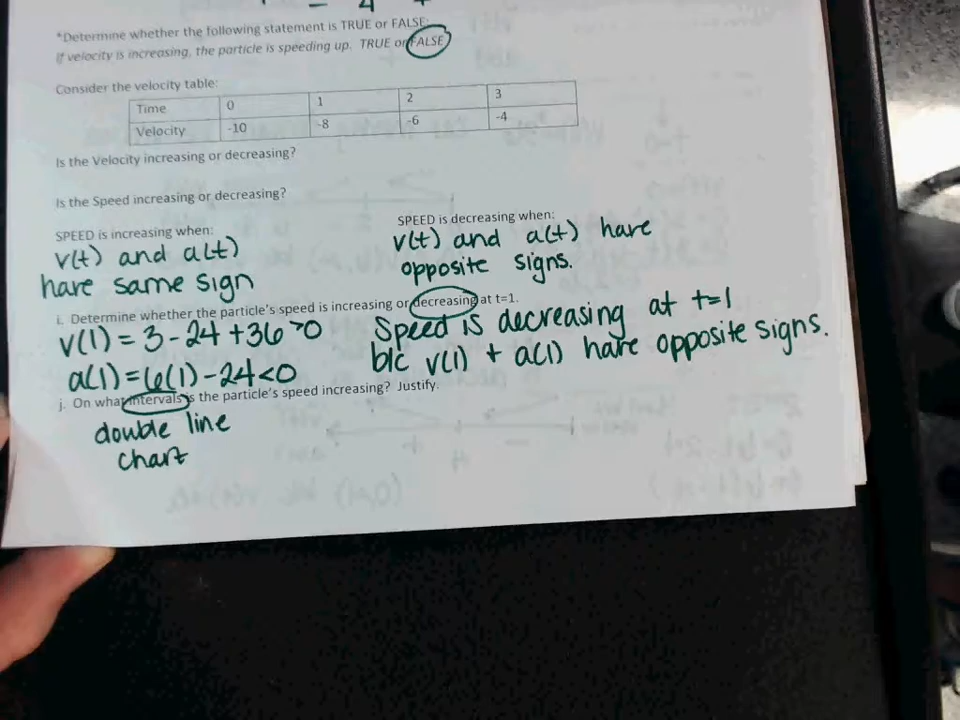 *Determine whether the following statement is TRUE or FALSE:
If velocity is increasing, the particle is speeding up. TRUE or FALSE
Consider the velocity table:
Time 0 1 2 3
Velocity -10 -8 -6 -4
Is the Velocity increasing or decreasing?
Is the Speed increasing or decreasing?
SPEED is increasing when:
v(t) and a(t)
have same sign
SPEED is decreasing when:
v(t) and a(t) have
opposite signs.
i. Determine whether the particle's speed is increasing or decreasing at t=1.
v(1) = 3 - 24 + 36 > 0
a(1) = 6(1) - 24 < 0
Speed is decreasing at t=1
b/c v(1) + a(1) have opposite signs.
j. On what intervals is the particle's speed increasing? Justify.
double line
chart